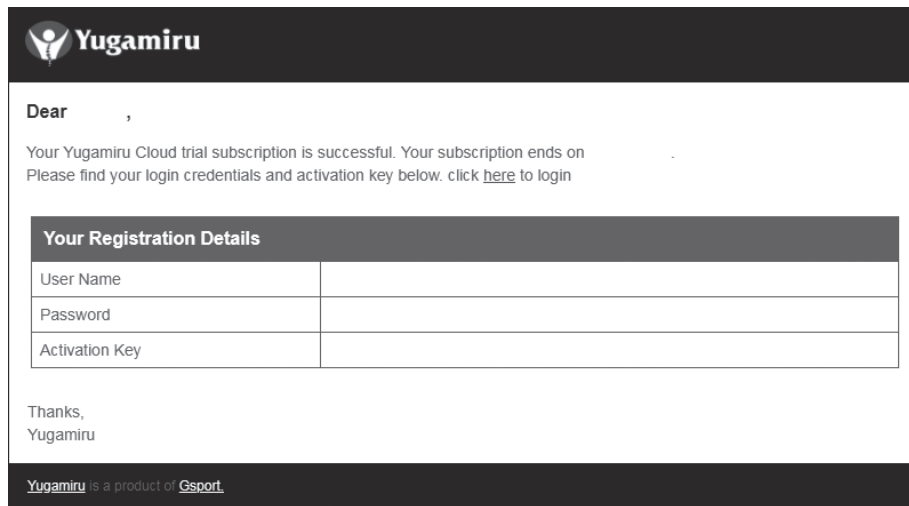 Yugamiru
Dear ,
Your Yugamiru Cloud trial subscription is successful. Your subscription ends on .
Please find your login credentials and activation key below. click here to login
Your Registration Details
User Name
Password
Activation Key
Thanks,
Yugamiru
Yugamiru is a product of Gsport.